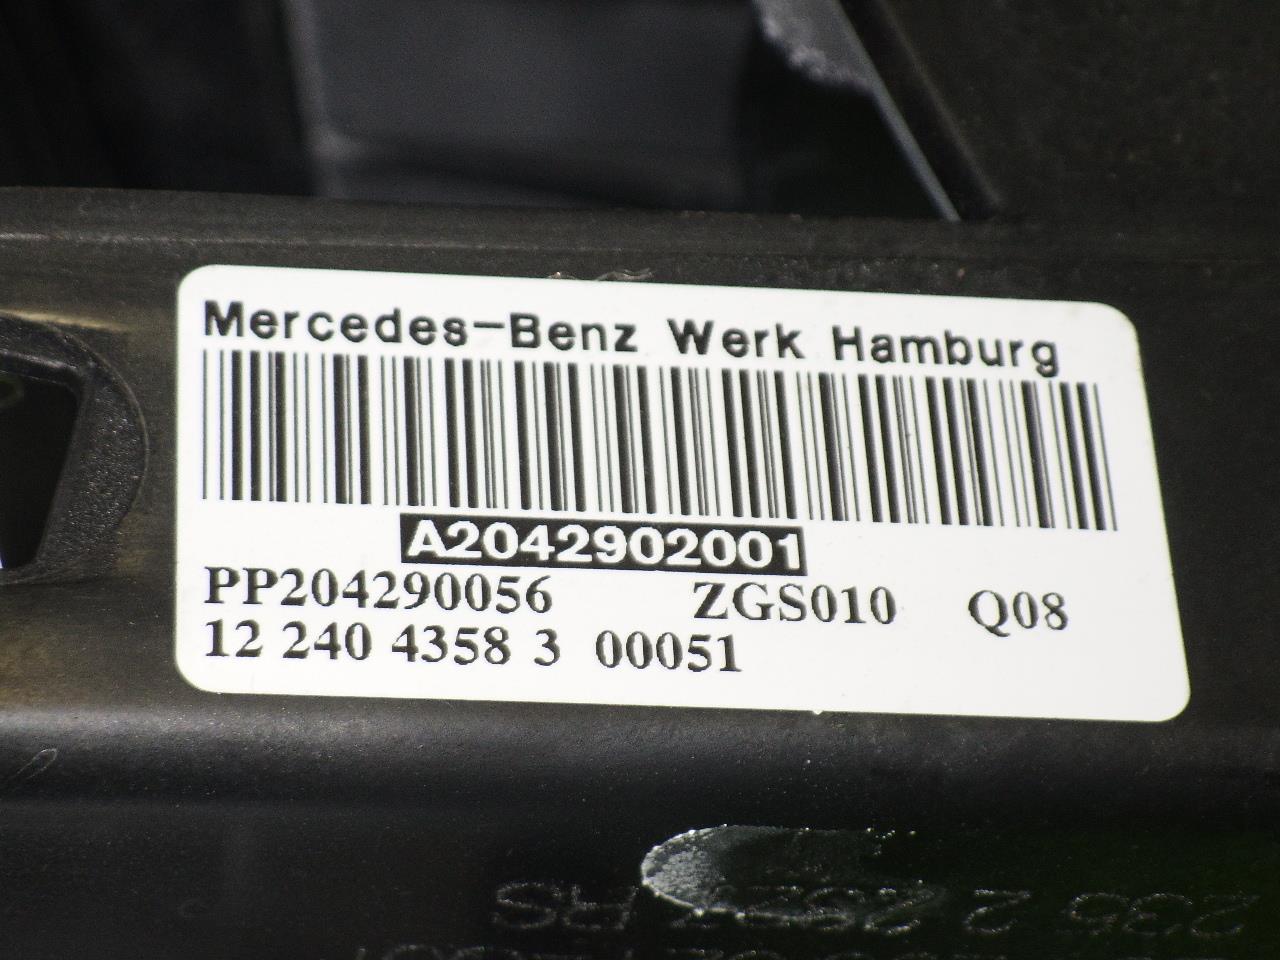 Mercedes-Benz Werk Hamburg
A2042902001
PP204290056 ZGS010 Q08
12 240 4358 3 00051